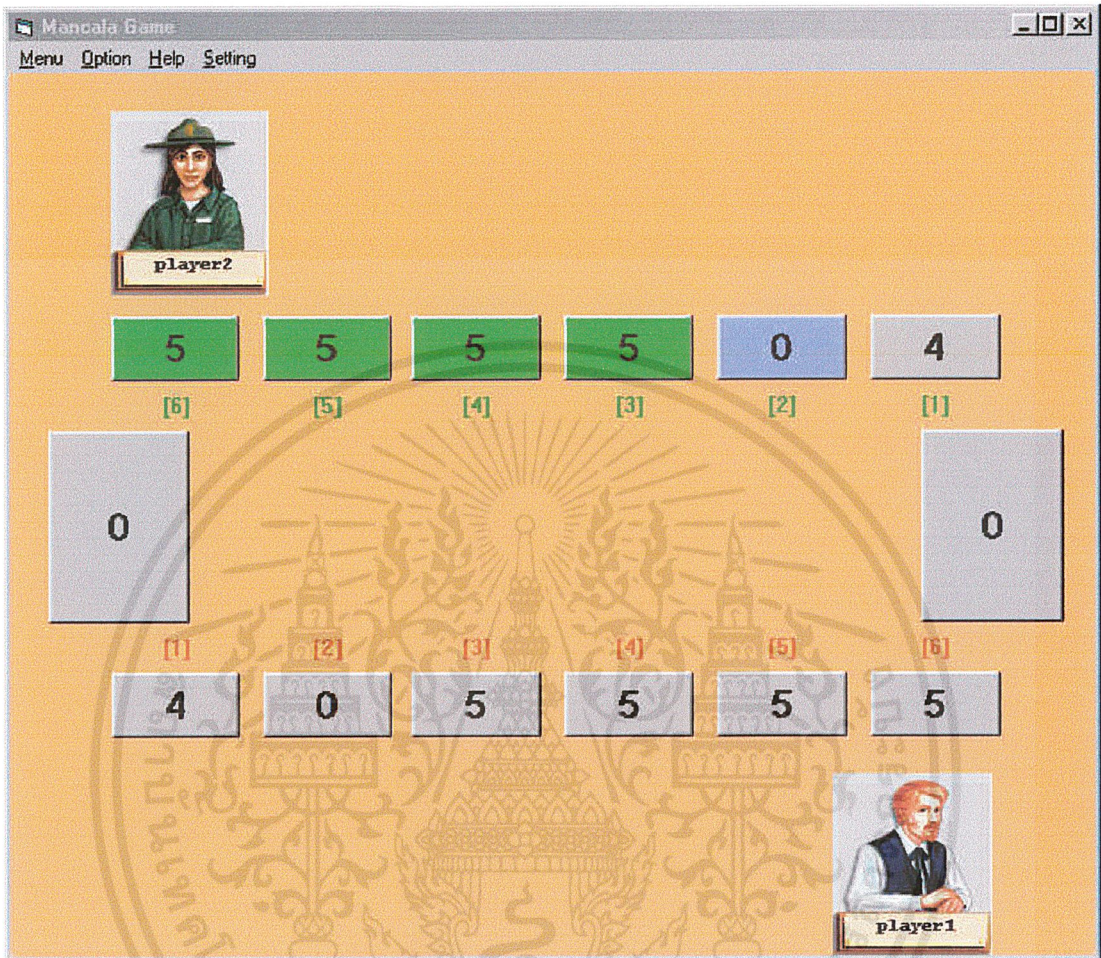 Mancala Game
Menu Option Help Setting
player2
5 5 5 5 0 4
[6] [5] [4] [3] [2] [1]
0 0
[1] [2] [3] [4] [5] [6]
4 0 5 5 5 5
player1